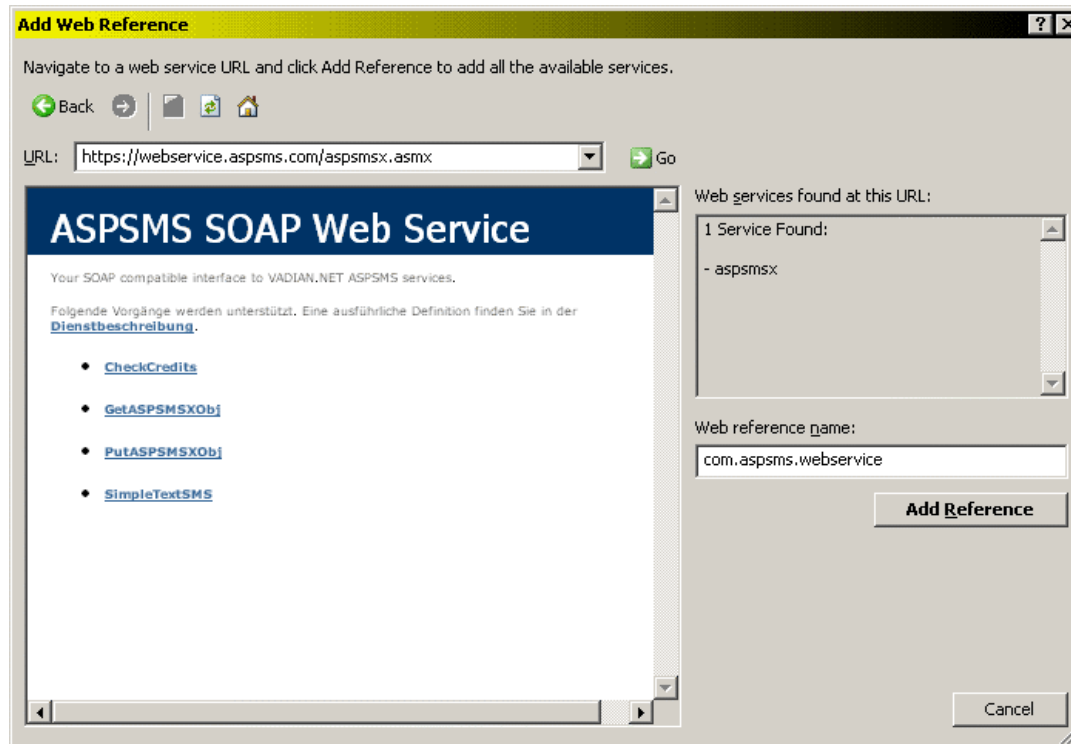 Add Web Reference
Navigate to a web service URL and click Add Reference to add all the available services.
Back
URL: https://webservice.aspsms.com/aspsmsx.asmx Go
ASPSMS SOAP Web Service
Your SOAP compatible interface to VADIAN.NET ASPSMS services.
Folgende Vorgänge werden unterstützt. Eine ausführliche Definition finden Sie in der
Dienstbeschreibung.
CheckCredits
GetASPSMSXObj
PutASPSMSXObj
SimpleTextSMS
Web services found at this URL:
1 Service Found:
- aspsmsx
Web reference name:
com.aspsms.webservice
Add Reference
Cancel